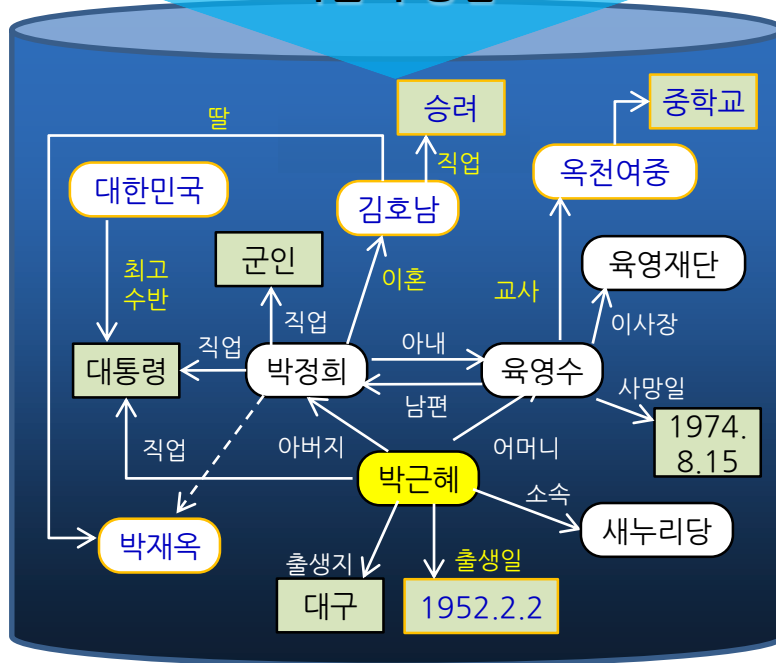 승려
중학교
딸
직업
대한민국
김호남
옥천여중
군인
육영재단
최고
수반
이혼
교사
직업
이사장
직업
아내
대통령
박정희
육영수
남편
사망일
1974.
8.15
직업
아버지
어머니
박근혜
소속
박재옥
새누리당
출생지
출생일
대구
1952.2.2